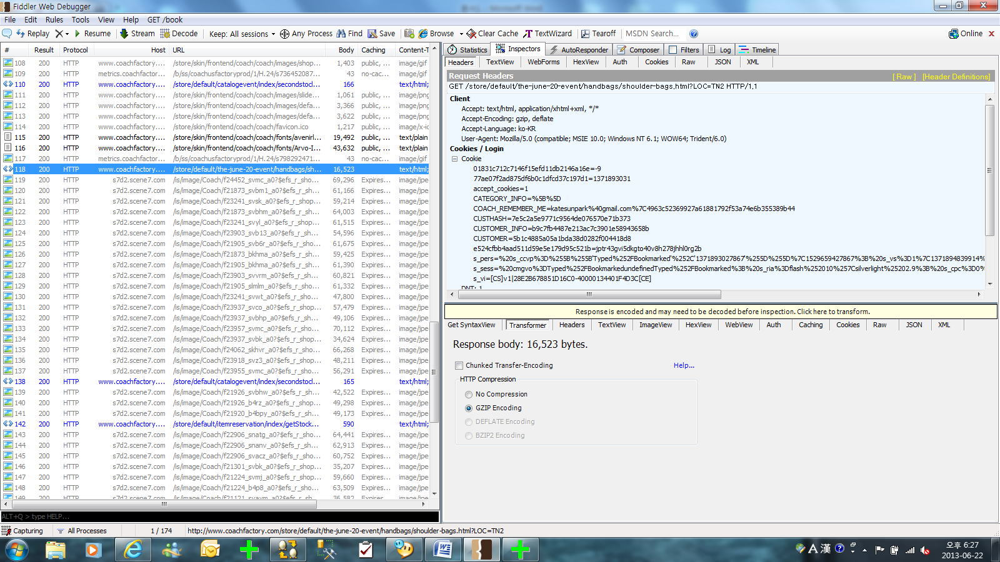 Fiddler Web Debugger
File Edit Rules Tools View Help GET /book
Replay Resume Stream Decode Keep: All sessions Any Process Find Save Browse Clear Cache TextWizard Tearoff MSDN Search... Online
# Result Protocol Host URL Body Caching Content-T
108 200 HTTP www.coachfactory.... /store/skin/frontend/coach/coach/images/shop... 1,403 public, ... image/gif
109 200 HTTP metrics.coachfactory.... /b/ss/coachusfactoryprod/1/H.24/s736452087... 43 no-cac... image/gif
110 200 HTTP www.coachfactory.... /store/default/catalogevent/index/secondstocl... 166 text/html;
111 200 HTTP www.coachfactory.... /store/skin/frontend/coach/coach/images/slide... 1,061 public, ... image/png
112 200 HTTP www.coachfactory.... /store/skin/frontend/coach/coach/images/defa... 3,366 public, ... image/png
113 200 HTTP www.coachfactory.... /store/skin/frontend/coach/coach/images/defa... 3,622 public, ... image/png
114 200 HTTP www.coachfactory.... /store/skin/frontend/coach/coach/favicon.ico 1,217 public, ... image/x-ic
115 200 HTTP www.coachfactory.... /store/skin/frontend/coach/coach/fonts/avenirl... 19,492 public, ... text/plain
116 200 HTTP www.coachfactory.... /store/skin/frontend/coach/coach/fonts/Arvo-I... 43,632 public, ... text/plain
117 200 HTTP metrics.coachfactory.... /b/ss/coachusfactoryprod/1/H.24/s798292471... 43 no-cac... image/gif
118 200 HTTP www.coachfactory.... /store/default/the-june-20-event/handbags/sh... 16,523 text/html;
119 200 HTTP s7d2.scene7.com /is/image/Coach/f24452_svmc_a0?$efs_r_sho... 69,296 Expires... image/jpe
120 200 HTTP s7d2.scene7.com /is/image/Coach/f21873_svbm1_a0?$efs_r_sh... 61,166 Expires... image/jpe
121 200 HTTP s7d2.scene7.com /is/image/Coach/f23241_svsk_a0?$efs_r_shop... 59,214 Expires... image/jpe
122 200 HTTP s7d2.scene7.com /is/image/Coach/f21873_svbhm_a0?$efs_r_sh... 64,003 Expires... image/jpe
123 200 HTTP s7d2.scene7.com /is/image/Coach/f23241_svyl_a0?$efs_r_shop... 61,515 Expires... image/jpe
124 200 HTTP s7d2.scene7.com /is/image/Coach/f23903_svb13_a0?$efs_r_sh... 54,596 Expires... image/jpe
125 200 HTTP s7d2.scene7.com /is/image/Coach/f21905_svb6r_a0?$efs_r_sho... 61,675 Expires... image/jpe
126 200 HTTP s7d2.scene7.com /is/image/Coach/f21873_bkhma_a0?$efs_r_sh... 59,425 Expires... image/jpe
127 200 HTTP s7d2.scene7.com /is/image/Coach/f21905_bkhma_a0?$efs_r_sh... 61,390 Expires... image/jpe
128 200 HTTP s7d2.scene7.com /is/image/Coach/f23903_svvrm_a0?$efs_r_sh... 60,821 Expires... image/jpe
129 200 HTTP s7d2.scene7.com /is/image/Coach/f21905_slmlm_a0?$efs_r_sh... 61,332 Expires... image/jpe
130 200 HTTP s7d2.scene7.com /is/image/Coach/f23241_svwt_a0?$efs_r_sho... 47,800 Expires... image/jpe
131 200 HTTP s7d2.scene7.com /is/image/Coach/f23937_svco_a0?$efs_r_sho... 57,479 Expires... image/jpe
132 200 HTTP s7d2.scene7.com /is/image/Coach/f23937_svbhp_a0?$efs_r_sh... 49,106 Expires... image/jpe
133 200 HTTP s7d2.scene7.com /is/image/Coach/f23957_svmc_a0?$efs_r_sho... 70,112 Expires... image/jpe
134 200 HTTP s7d2.scene7.com /is/image/Coach/f23937_svbk_a0?$efs_r_sho... 34,624 Expires... image/jpe
135 200 HTTP s7d2.scene7.com /is/image/Coach/f24062_skhvr_a0?$efs_r_sh... 66,268 Expires... image/jpe
136 200 HTTP s7d2.scene7.com /is/image/Coach/f23918_svz3_a0?$efs_r_shop... 48,211 Expires... image/jpe
137 200 HTTP s7d2.scene7.com /is/image/Coach/f23955_svmc_a0?$efs_r_sho... 56,291 Expires... image/jpe
138 200 HTTP www.coachfactory.... /store/default/catalogevent/index/secondstocl... 165 text/html;
139 200 HTTP s7d2.scene7.com /is/image/Coach/f21926_svbhw_a0?$efs_r_sh... 42,522 Expires... image/jpe
140 200 HTTP s7d2.scene7.com /is/image/Coach/f21926_b4rz_a0?$efs_r_sho... 49,298 Expires... image/jpe
141 200 HTTP s7d2.scene7.com /is/image/Coach/f21920_b4bpy_a0?$efs_r_sh... 49,173 Expires... image/jpe
142 200 HTTP www.coachfactory.... /store/default/itemreservation/index/getStock... 590 text/html;
143 200 HTTP s7d2.scene7.com /is/image/Coach/f22906_snatg_a0?$efs_r_sh... 64,441 Expires... image/jpe
144 200 HTTP s7d2.scene7.com /is/image/Coach/f22906_snanv_a0?$efs_r_sh... 62,913 Expires... image/jpe
145 200 HTTP s7d2.scene7.com /is/image/Coach/f22906_svacz_a0?$efs_r_sh... 60,752 Expires... image/jpe
146 200 HTTP s7d2.scene7.com /is/image/Coach/f21301_svbk_a0?$efs_r_shop... 35,207 Expires... image/jpe
147 200 HTTP s7d2.scene7.com /is/image/Coach/f21224_svmj_a0?$efs_r_shop... 59,660 Expires... image/jpe
148 200 HTTP s7d2.scene7.com /is/image/Coach/f21224_b4p8_a0?$efs_r_sho... 63,509 Expires... image/jpe
149 200 HTTP s7d2.scene7.com /is/image/Coach/f21121_svavm_a0?$efs_r_sh... 36,582 Expires... image/jpe
ALT+Q > type HELP...
Statistics Inspectors AutoResponder Composer Filters Log Timeline
Headers TextView WebForms HexView Auth Cookies Raw JSON XML
Request Headers [ Raw ] [Header Definitions]
GET /store/default/the-june-20-event/handbags/shoulder-bags.html?LOC=TN2 HTTP/1.1
Client
Accept: text/html, application/xhtml+xml, */*
Accept-Encoding: gzip, deflate
Accept-Language: ko-KR
User-Agent: Mozilla/5.0 (compatible; MSIE 10.0; Windows NT 6.1; WOW64; Trident/6.0)
Cookies / Login
Cookie
01831c712c7146f15efd11db2146a16e=-9
77ae07f2ad875df6b0c1dfcd37c197d1=1371893031
accept_cookies=1
CATEGORY_INFO=%5B%5D
COACH_REMEMBER_ME=katesunpark%40gmail.com%7C4963c52369927a61881792f53a74e6b355389b44
CUSTHASH=7e5c2a5e9771c9564de076570e71b373
CUSTOMER_INFO=b9c7fb4487e213ac7c3901e58943658b
CUSTOMER=5b1c4885a05a1bda38d0282f004418d8
e524cfbb4aad511d59e5e179d95c521b=jptr43gvi5dkgto40v8h278jhhl0rg2b
s_pers=%20s_ccvp%3D%255B%255B'Typed%252FBookmarked'%252C'1371893027867'%255D%255D%7C1529659427867%3B%20s_vs%3D1%7C1371894839914%
s_sess=%20cmgvo%3DTyped%252FBookmarkedundefinedTyped%252FBookmarked%3B%20s_ria%3Dflash%252010%257Csilverlight%25202.9%3B%20s_cpc%3D0%
s_vi=[CS]v1|28E2B678851D16C0-40000134401F4D3C[CE]
DNT: 1
Response is encoded and may need to be decoded before inspection. Click here to transform.
Get SyntaxView Transformer Headers TextView ImageView HexView WebView Auth Caching Cookies Raw JSON XML
Response body: 16,523 bytes.
Chunked Transfer-Encoding Help...
HTTP Compression
No Compression
GZIP Encoding
DEFLATE Encoding
BZIP2 Encoding
Capturing All Processes 1 / 174 http://www.coachfactory.com/store/default/the-june-20-event/handbags/shoulder-bags.html?LOC=TN2
A 漢 오후 6:27
2013-06-22